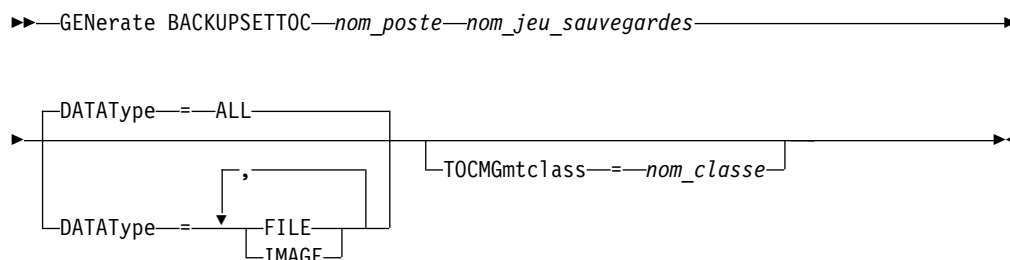 GENerate BACKUPSETTOC nom_poste nom_jeu_sauvegardes
DATAType = ALL
TOCMGmtclass = nom_classe
,
DATAType = FILE
IMAGE